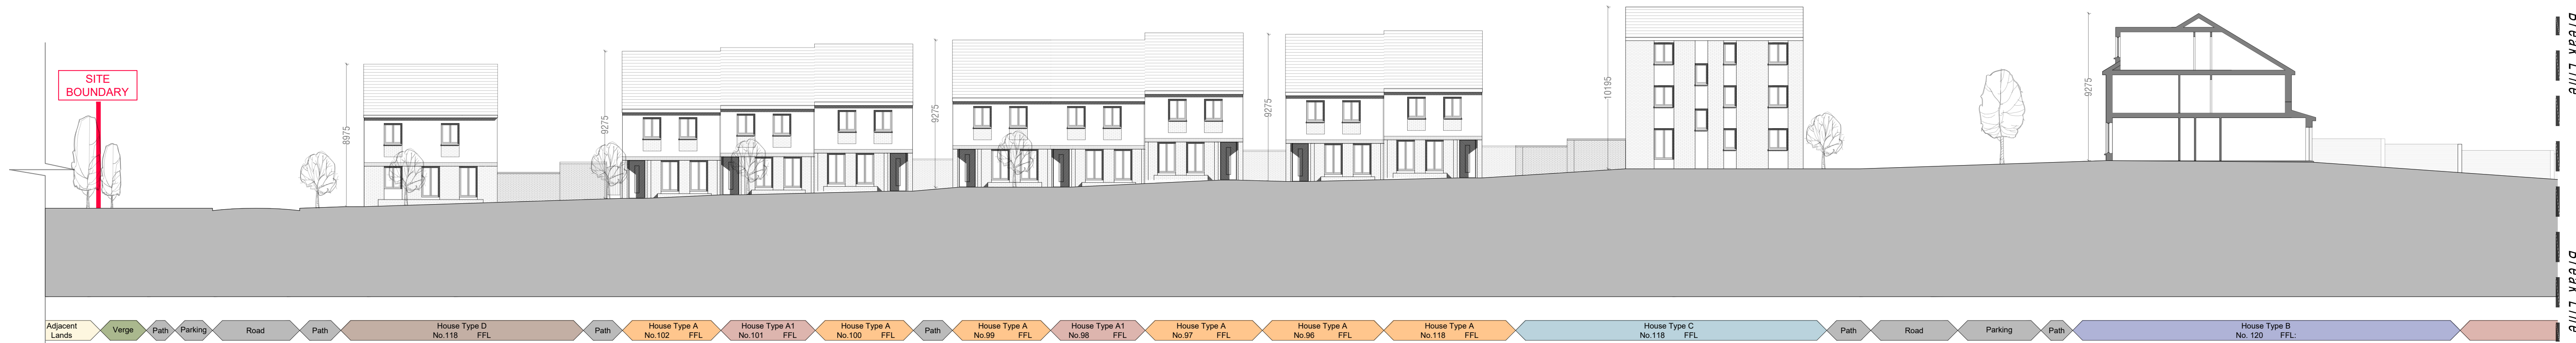 SITE
BOUNDARY
8975
9275
9275
9275
10195
9275
Break Line
Break Line
Adjacent
Lands
Verge
Path
Parking
Road
Path
House Type D
No.118 FFL
Path
House Type A
No.102 FFL
House Type A1
No.101 FFL
House Type A
No.100 FFL
Path
House Type A
No.99 FFL
House Type A1
No.98 FFL
House Type A
No.97 FFL
House Type A
No.96 FFL
House Type A
No.118 FFL
House Type C
No.118 FFL
Path
Road
Parking
Path
House Type B
No. 120 FFL: